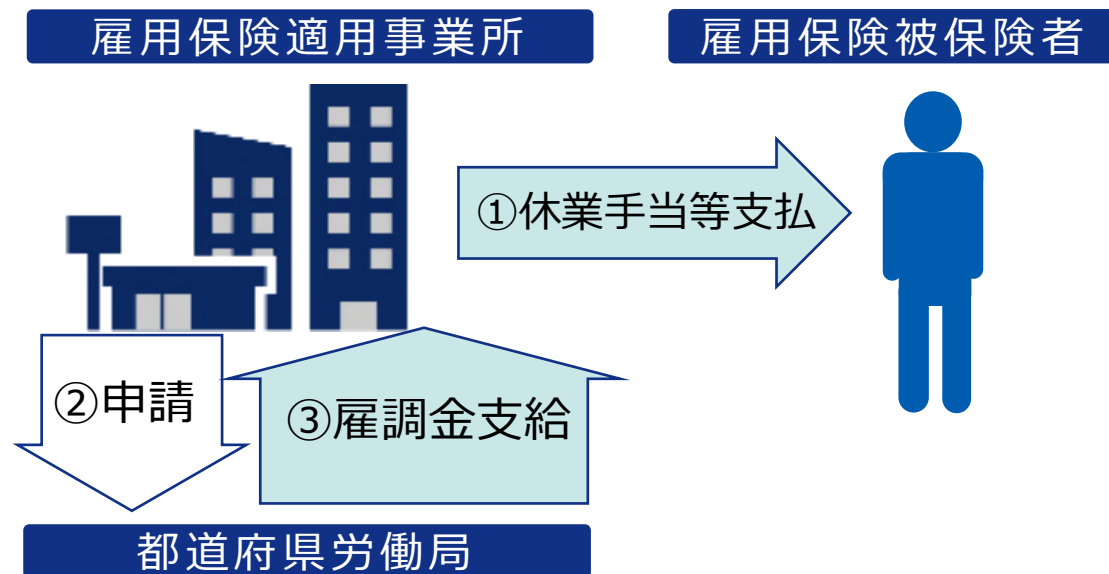 雇用保険適用事業所
雇用保険被保険者
①休業手当等支払
②申請
③雇調金支給
都道府県労働局